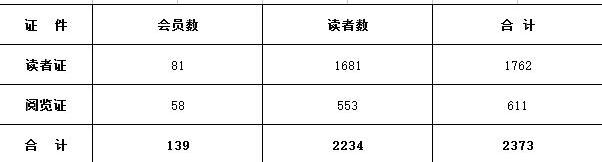 证 件 会员数 读者数 合 计
读者证 81 1681 1762
阅览证 58 553 611
合 计 139 2234 2373